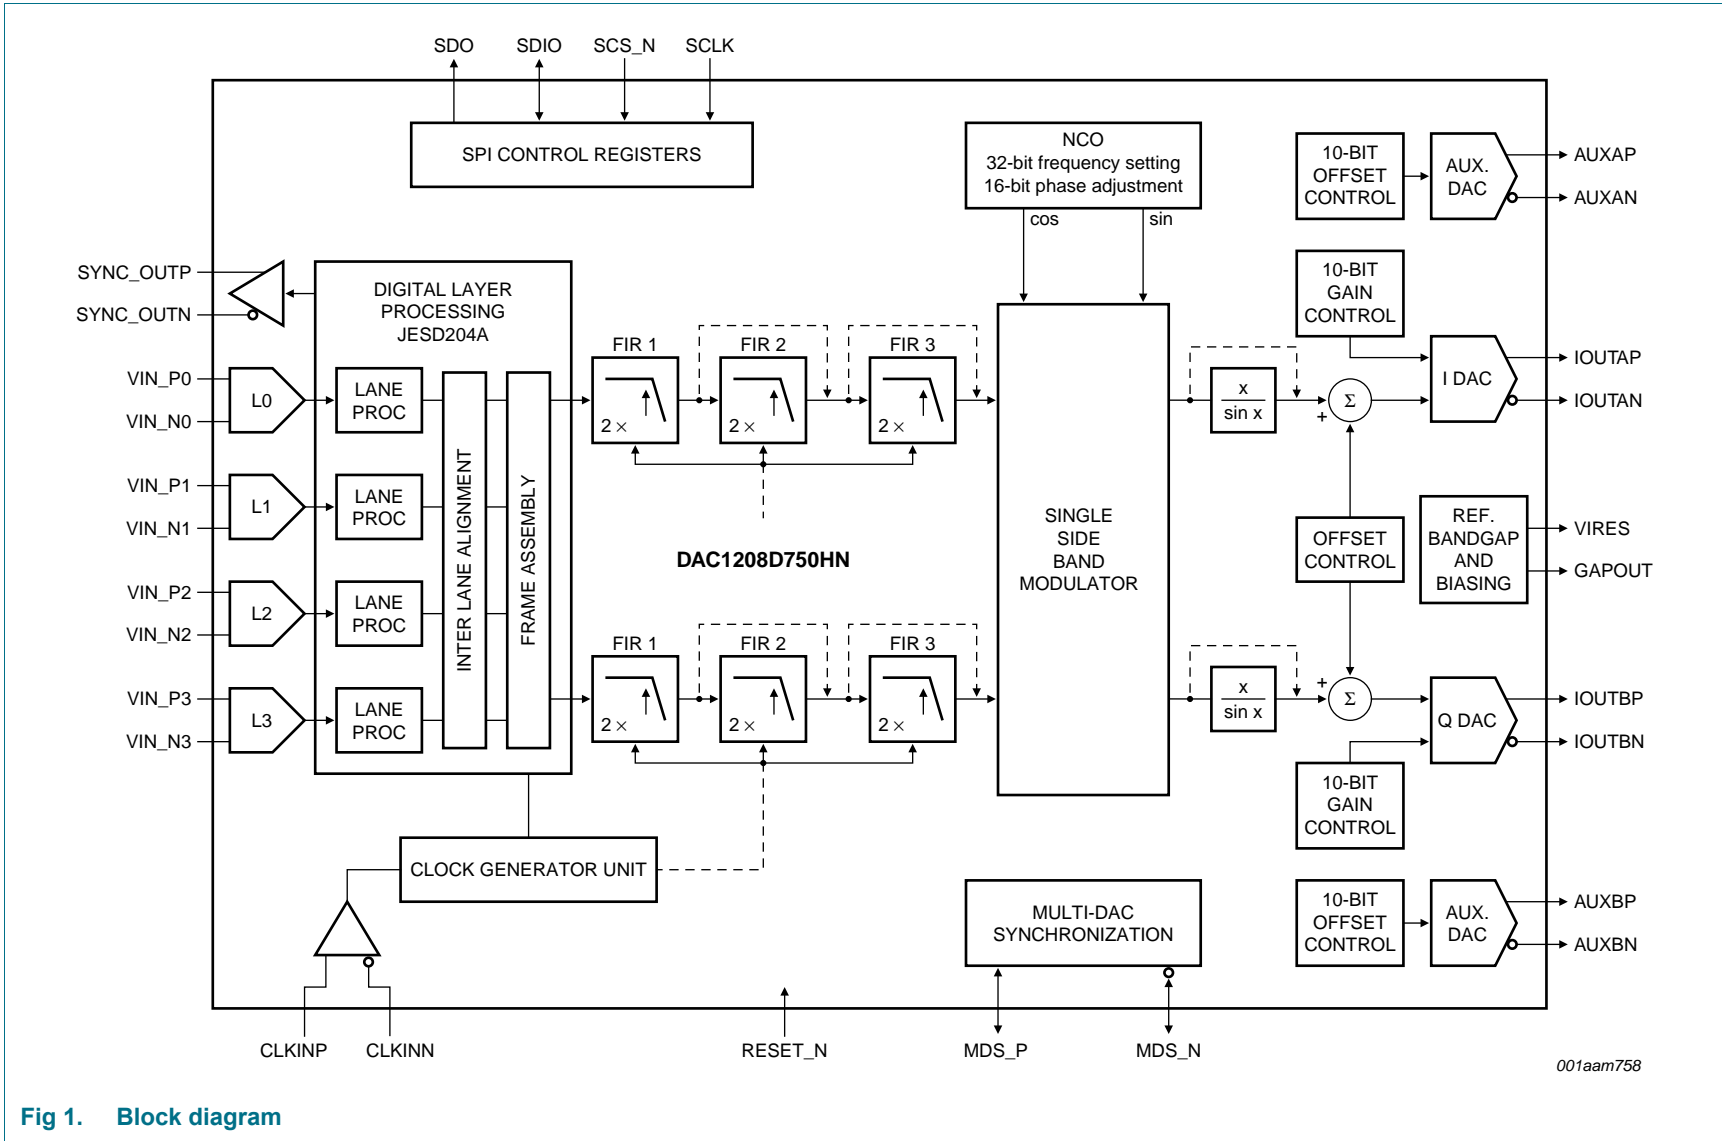 SDO
SDIO
SCS_N
SCLK
SPI CONTROL REGISTERS
NCO
32-bit frequency setting
16-bit phase adjustment
cos
sin
10-BIT
OFFSET
CONTROL
AUX.
DAC
AUXAP
AUXAN
SYNC_OUTP
SYNC_OUTN
DIGITAL LAYER
PROCESSING
JESD204A
10-BIT
GAIN
CONTROL
VIN_P0
VIN_N0
L0
LANE
PROC
FIR 1
2 ×
FIR 2
2 ×
FIR 3
2 ×
x
sin x
+
Σ
I DAC
IOUTAP
IOUTAN
VIN_P1
VIN_N1
L1
LANE
PROC
INTER LANE ALIGNMENT
FRAME ASSEMBLY
DAC1208D750HN
SINGLE
SIDE
BAND
MODULATOR
OFFSET
CONTROL
REF.
BANDGAP
AND
BIASING
VIRES
GAPOUT
VIN_P2
VIN_N2
L2
LANE
PROC
VIN_P3
VIN_N3
L3
LANE
PROC
FIR 1
2 ×
FIR 2
2 ×
FIR 3
2 ×
x
sin x
+
Σ
Q DAC
IOUTBP
IOUTBN
10-BIT
GAIN
CONTROL
CLOCK GENERATOR UNIT
MULTI-DAC
SYNCHRONIZATION
10-BIT
OFFSET
CONTROL
AUX.
DAC
AUXBP
AUXBN
CLKINP
CLKINN
RESET_N
MDS_P
MDS_N
001aam758
Fig 1. Block diagram